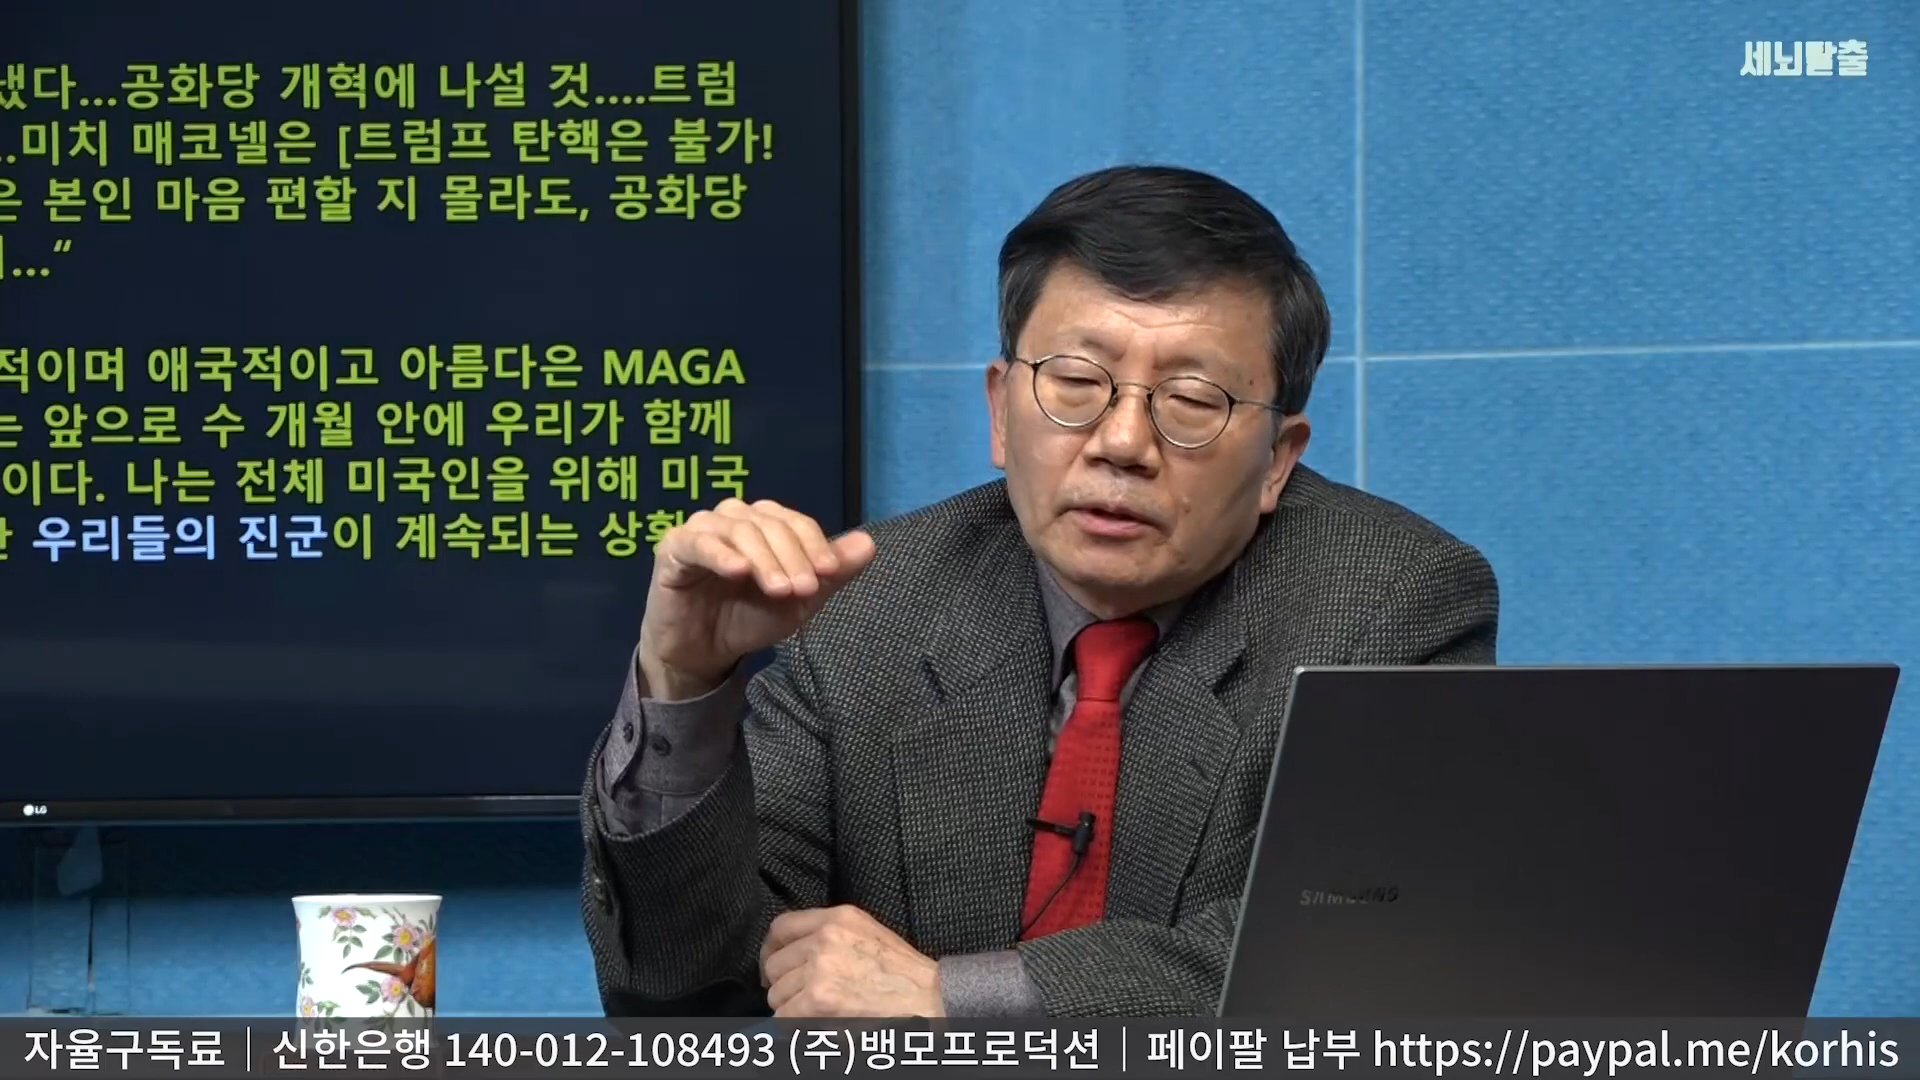 냈다...공화당 개혁에 나설 것....트럼
..미치 매코넬은 [트럼프 탄핵은 불가!
은 본인 마음 편할 지 몰라도, 공화당
...“
적이며 애국적이고 아름다은 MAGA
는 앞으로 수 개월 안에 우리가 함께
이다. 나는 전체 미국인을 위해 미국
우리들의 진군이 계속되는 상황
세뇌탈출
LG
SAMSUNG
자율구독료｜신한은행 140-012-108493 (주)뱅모프로덕션｜페이팔 납부 https://paypal.me/korhis